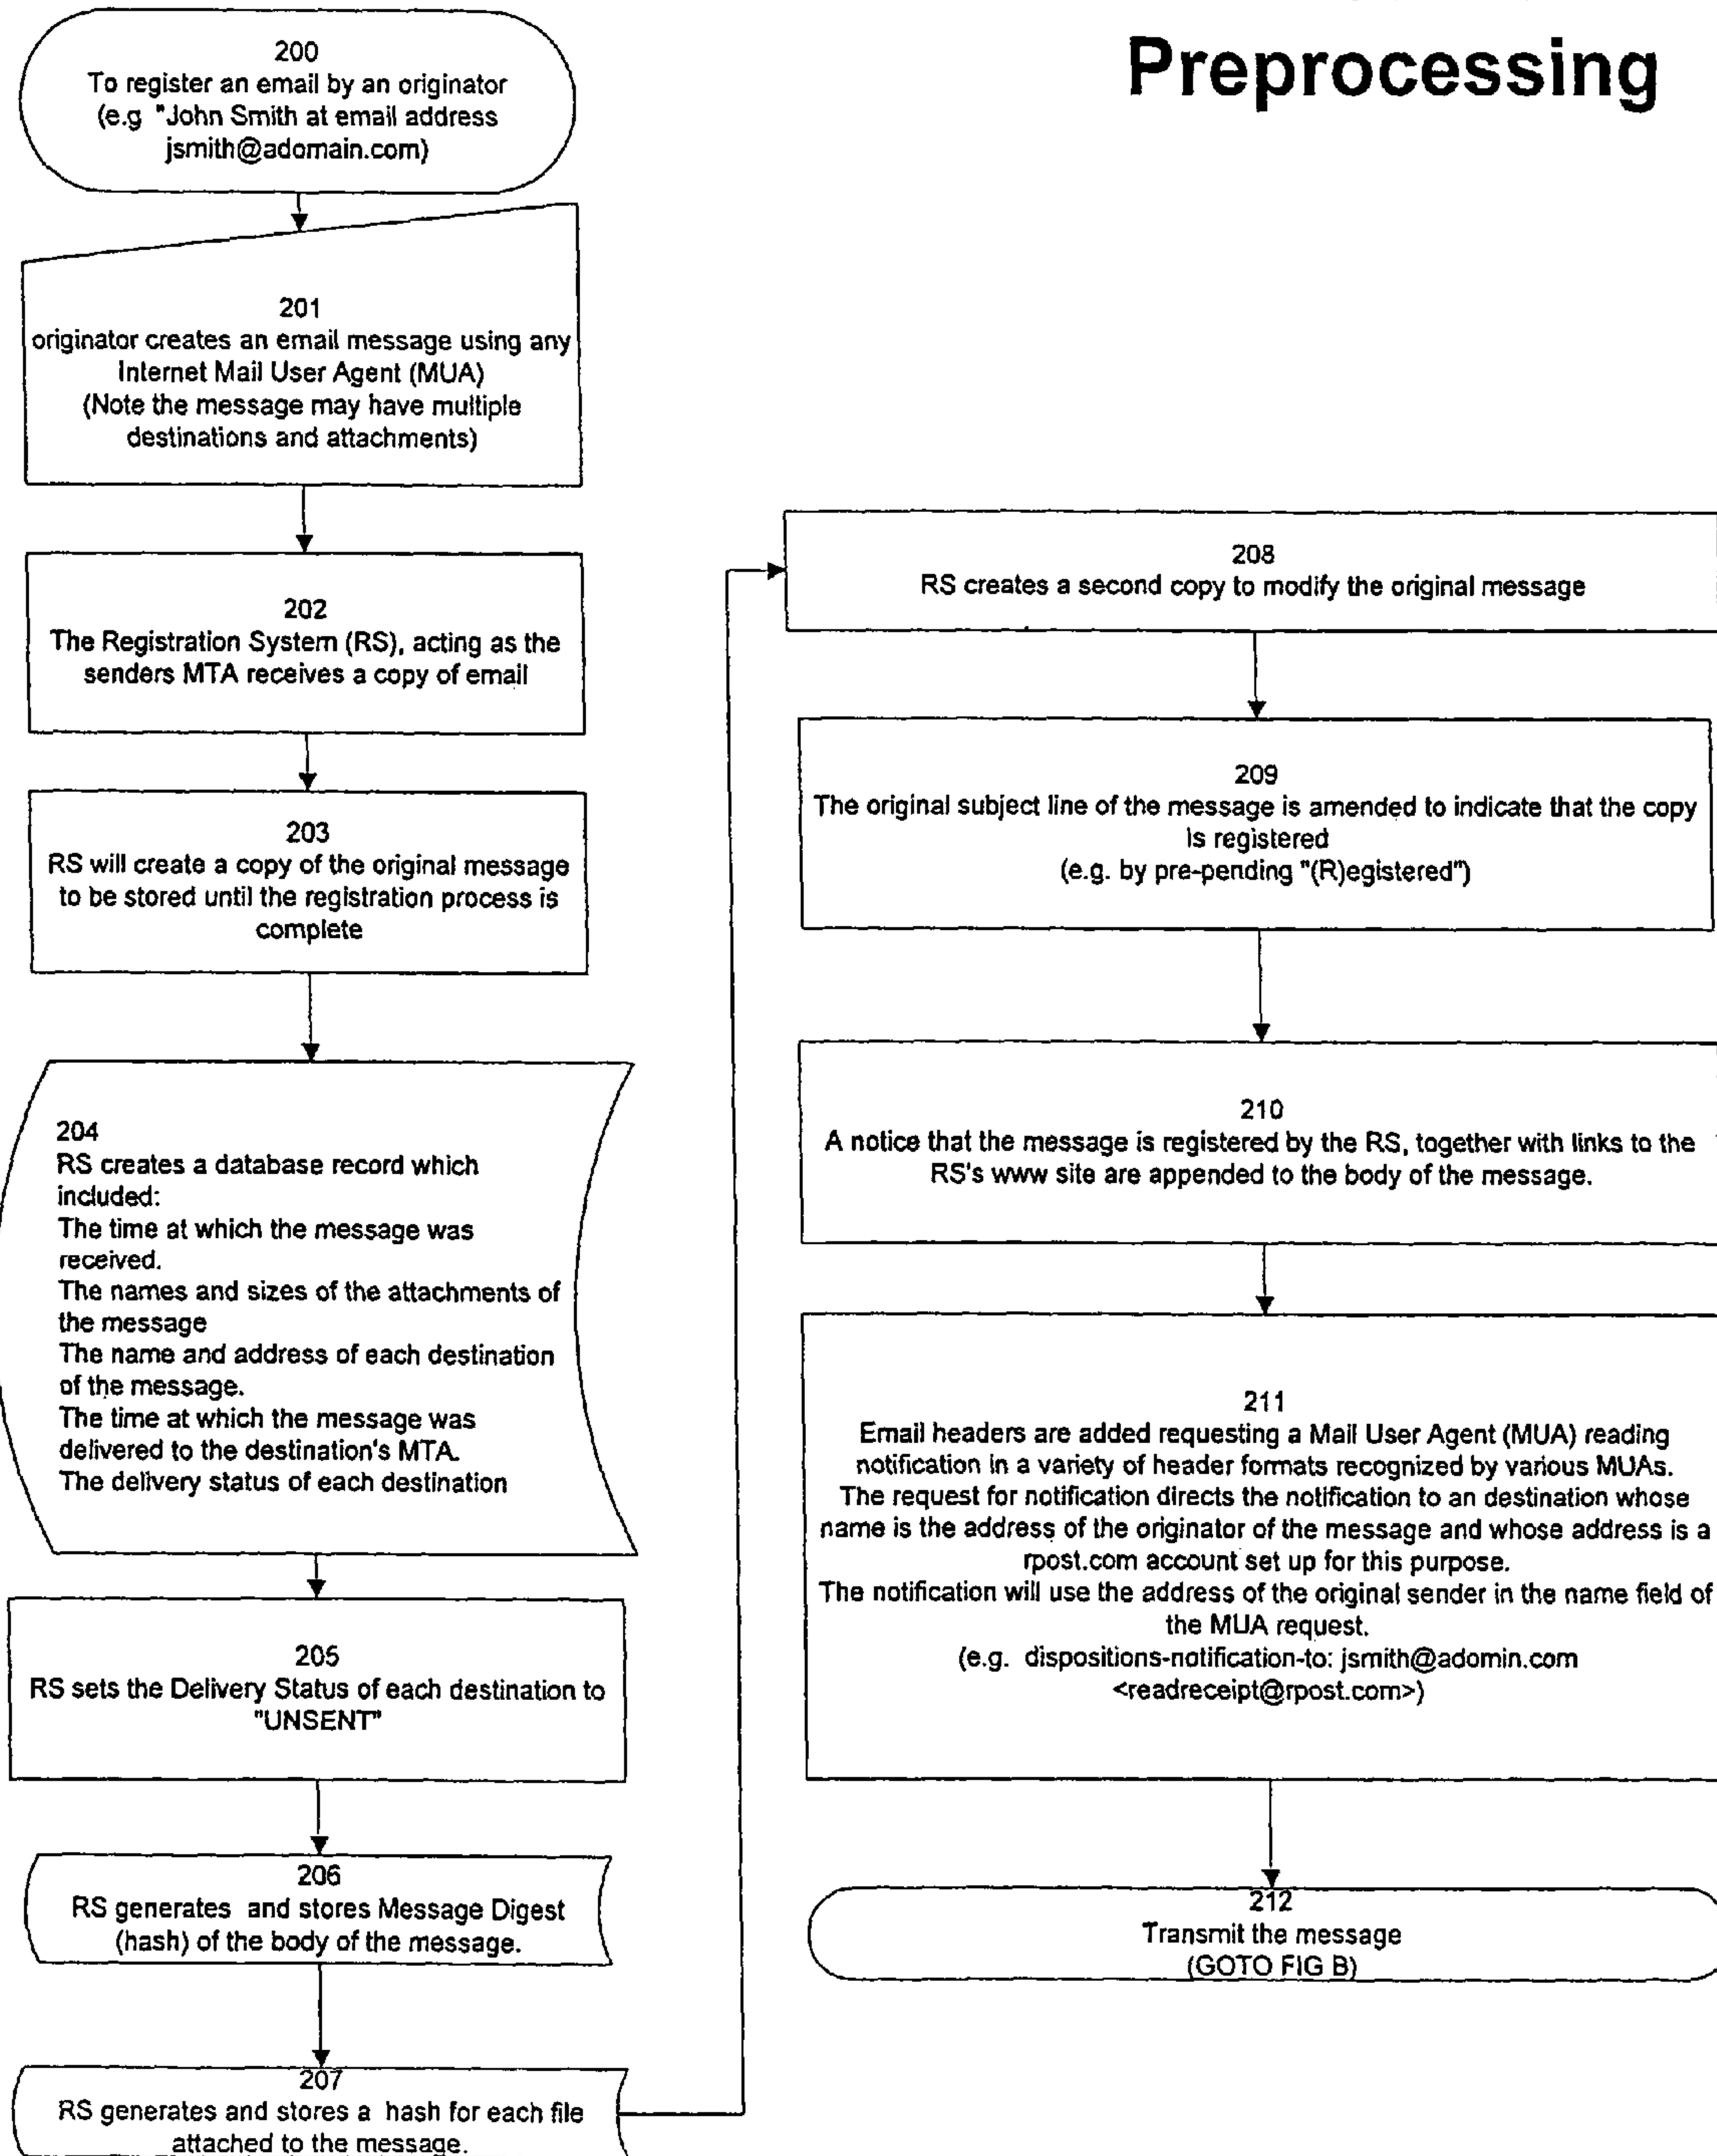 Preprocessing
200
To register an email by an originator
(e.g "John Smith at email address
jsmith@adomain.com)
201
originator creates an email message using any
Internet Mail User Agent (MUA)
(Note the message may have multiple
destinations and attachments)
202
The Registration System (RS), acting as the
senders MTA receives a copy of email
203
RS will create a copy of the original message
to be stored until the registration process is
complete
204
RS creates a database record which
included:
The time at which the message was
received.
The names and sizes of the attachments of
the message
The name and address of each destination
of the message.
The time at which the message was
delivered to the destination's MTA.
The delivery status of each destination
205
RS sets the Delivery Status of each destination to
"UNSENT"
206
RS generates and stores Message Digest
(hash) of the body of the message.
207
RS generates and stores a hash for each file
attached to the message.
208
RS creates a second copy to modify the original message
209
The original subject line of the message is amended to indicate that the copy
is registered
(e.g. by pre-pending "(R)egistered")
210
A notice that the message is registered by the RS, together with links to the
RS's www site are appended to the body of the message.
211
Email headers are added requesting a Mail User Agent (MUA) reading
notification in a variety of header formats recognized by various MUAs.
The request for notification directs the notification to an destination whose
name is the address of the originator of the message and whose address is a
rpost.com account set up for this purpose.
The notification will use the address of the original sender in the name field of
the MUA request.
(e.g. dispositions-notification-to: jsmith@adomin.com
<readreceipt@rpost.com>)
212
Transmit the message
(GOTO FIG B)